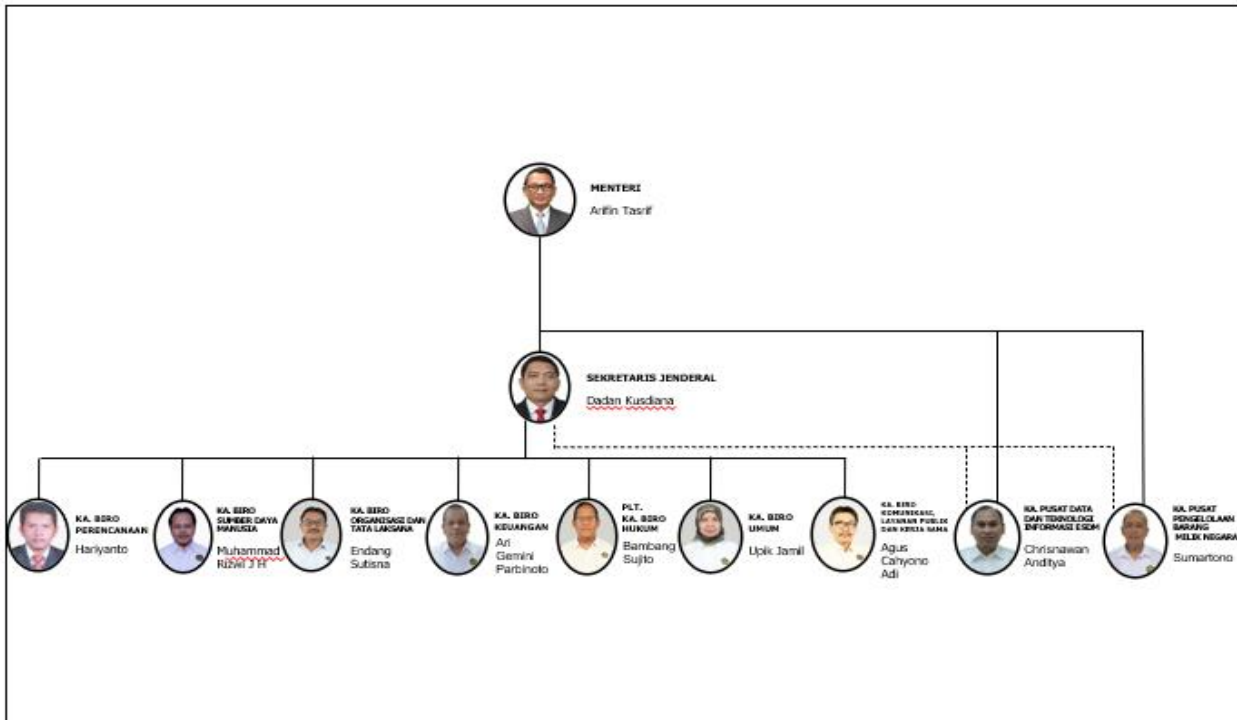 MENTERI
Arifin Tasrif
SEKRETARIS JENDERAL
Dadan Kusdiana
KA. BIRO
PERENCANAAN
Hariyanto
KA. BIRO
SUMBER DAYA
MANUSIA
Muhammad
Rizwi J H
KA. BIRO
ORGANISASI DAN
TATA LAKSANA
Endang
Sutisna
KA. BIRO
KEUANGAN
Ari
Gemini
Parbinoto
PLT.
KA. BIRO
HUKUM
Bambang
Sujito
KA. BIRO
UMUM
Upik Jamil
KA. BIRO
KOMUNIKASI,
LAYANAN PUBLIK
DAN KERJA SAMA
Agus
Cahyono
Adi
KA. PUSAT DATA
DAN TEKNOLOGI
INFORMASI ESDM
Chrisnawan
Anditya
KA. PUSAT
PENGELOLAAN
BARANG
MILIK NEGARA
Sumartono